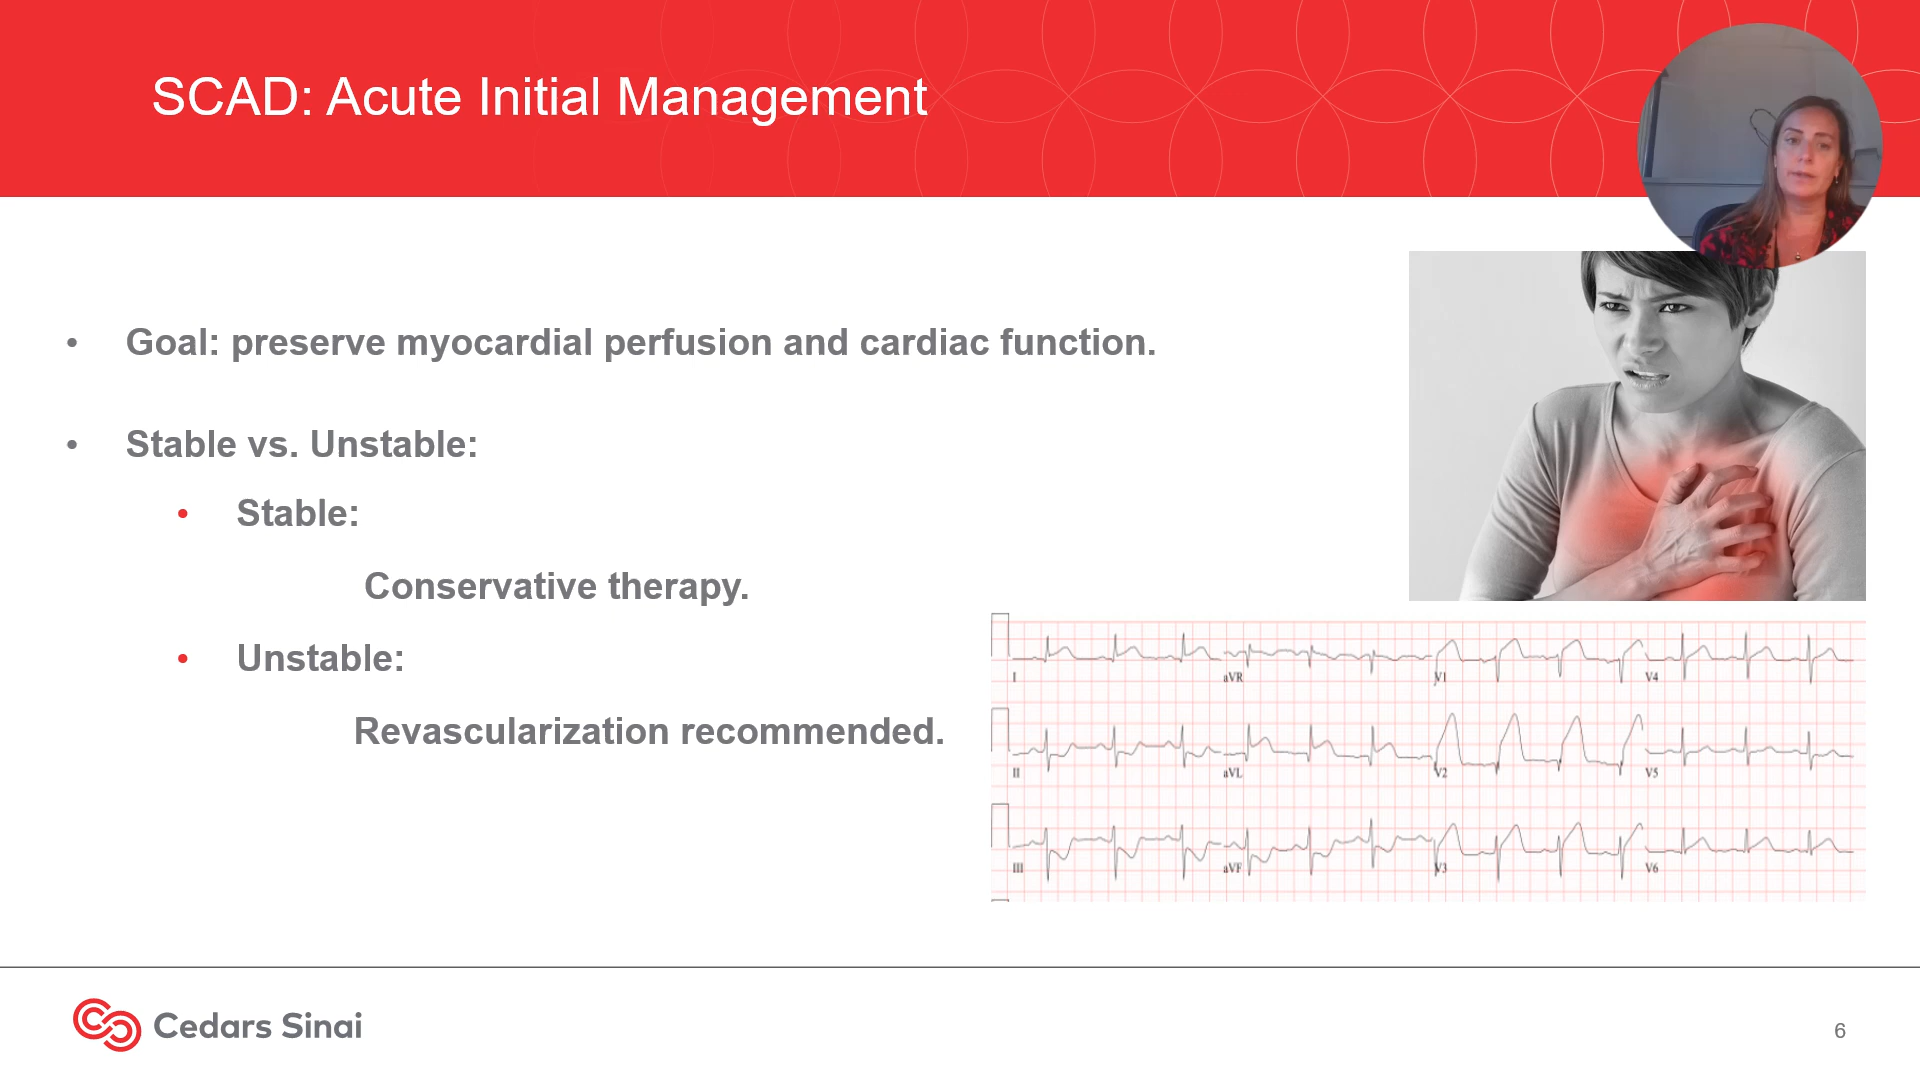 SCAD: Acute Initial Management
• Goal: preserve myocardial perfusion and cardiac function.
• Stable vs. Unstable:
• Stable:
Conservative therapy.
• Unstable:
Revascularization recommended.
I aVR V1 V4
II aVL V2 V5
III aVF V3 V6
Cedars Sinai
6